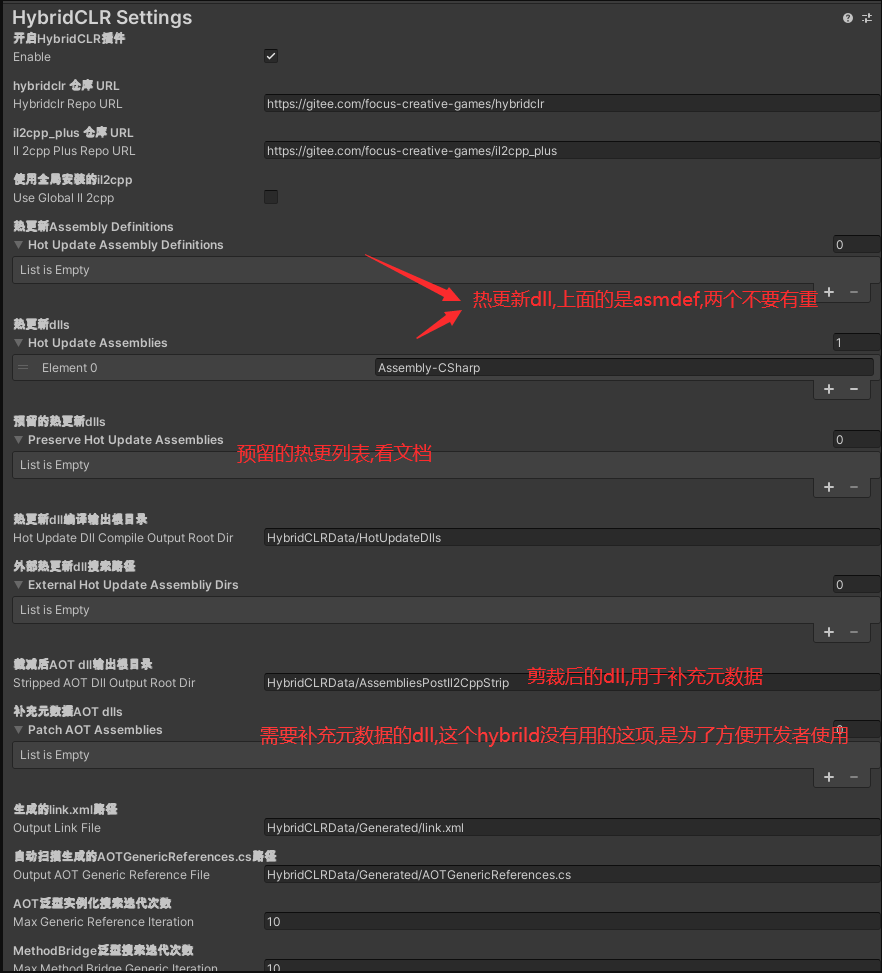 HybridCLR Settings
开启HybridCLR插件
Enable
hybridclr 仓库 URL
Hybridclr Repo URL
https://gitee.com/focus-creative-games/hybridclr
il2cpp_plus 仓库 URL
Il 2cpp Plus Repo URL
https://gitee.com/focus-creative-games/il2cpp_plus
使用全局安装的il2cpp
Use Global Il 2cpp
热更新Assembly Definitions
Hot Update Assembly Definitions
0
List is Empty
热更新dll,上面的是asmdef,两个不要有重
热更新dlls
Hot Update Assemblies
1
Element 0
Assembly-CSharp
预留的热更新dlls
Preserve Hot Update Assemblies
0
预留的热更列表,看文档
List is Empty
热更新dll编译输出根目录
Hot Update Dll Compile Output Root Dir
HybridCLRData/HotUpdateDlls
外部热更新dll搜索路径
External Hot Update Assembliy Dirs
0
List is Empty
裁减后AOT dll输出根目录
Stripped AOT Dll Output Root Dir
HybridCLRData/AssembliesPostIl2CppStrip
剪裁后的dll,用于补充元数据
补充元数据AOT dlls
Patch AOT Assemblies
0
需要补充元数据的dll,这个hybrild没有用的这项,是为了方便开发者使用
List is Empty
生成的link.xml路径
Output Link File
HybridCLRData/Generated/link.xml
自动扫描生成的AOTGenericReferences.cs路径
Output AOT Generic Reference File
HybridCLRData/Generated/AOTGenericReferences.cs
AOT泛型实例化搜索迭代次数
Max Generic Reference Iteration
10
MethodBridge泛型搜索迭代次数
Max Method Bridge Generic Iteration
10